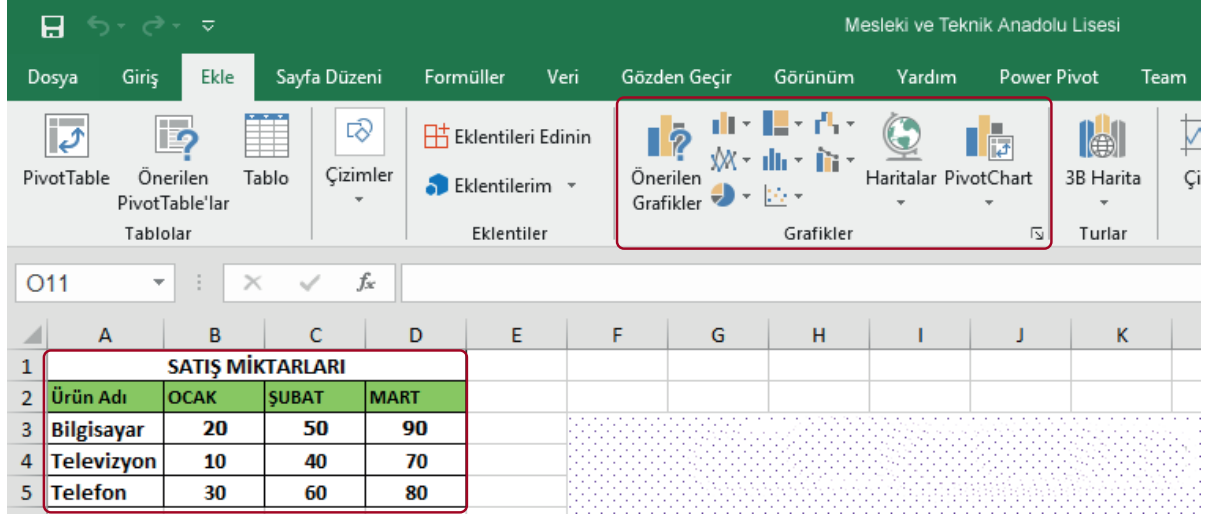 Mesleki ve Teknik Anadolu Lisesi
Dosya Giriş Ekle Sayfa Düzeni Formüller Veri Gözden Geçir Görünüm Yardım Power Pivot Team
PivotTable
Önerilen
PivotTable'lar
Tablo
Tablolar
Çizimler
Eklentileri Edinin
Eklentilerim
Eklentiler
Önerilen
Grafikler
Haritalar
PivotChart
Grafikler
3B Harita
Turlar
Çi
O11 fx
A B C D E F G H I J K
1 SATIŞ MİKTARLARI
2 Ürün Adı OCAK ŞUBAT MART
3 Bilgisayar 20 50 90
4 Televizyon 10 40 70
5 Telefon 30 60 80